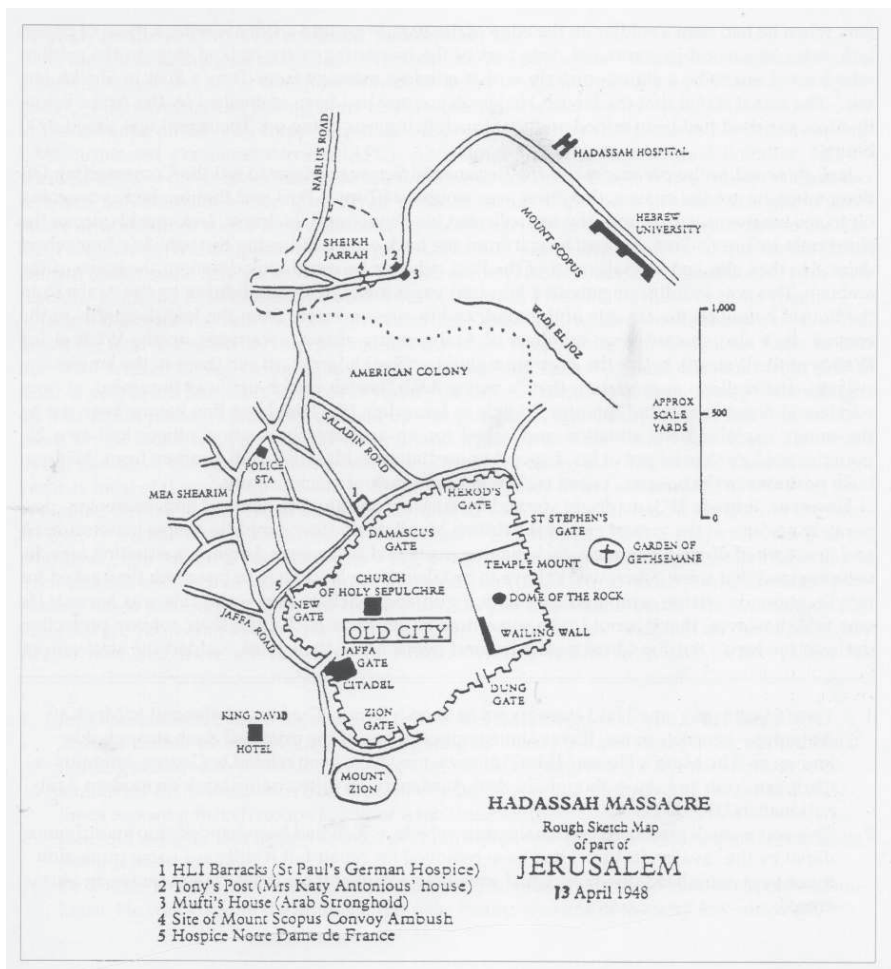 NABLUS ROAD
HADASSAH HOSPITAL
MOUNT SCOPUS
HEBREW
UNIVERSITY
SHEIKH
JARRAH
2
4
3
WADI EL JOZ
1,000
AMERICAN COLONY
APPROX
SCALE
YARDS
500
SALADIN ROAD
POLICE
STA
MEA SHEARIM
1
HEROD'S
GATE
ST STEPHEN'S
GATE
0
DAMASCUS'S
GATE
TEMPLE MOUNT
GARDEN OF
GETHSEMANE
CHURCH
OF HOLY SEPULCHRE
DOME OF THE ROCK
NEW
GATE
JAFFA ROAD
OLD CITY
WAILING WALL
JAFFA
GATE
CITADEL
DUNG
GATE
ZION
GATE
KING DAVID
HOTEL
MOUNT
ZION
HADASSAH MASSACRE
Rough Sketch Map
of part of
JERUSALEM
13 April 1948
1 HLI Barracks (St Paul's German Hospice)
2 Tony's Post (Mrs Katy Antonious' house)
3 Mufti's House (Arab Stronghold)
4 Site of Mount Scopus Convoy Ambush
5 Hospice Notre Dame de France